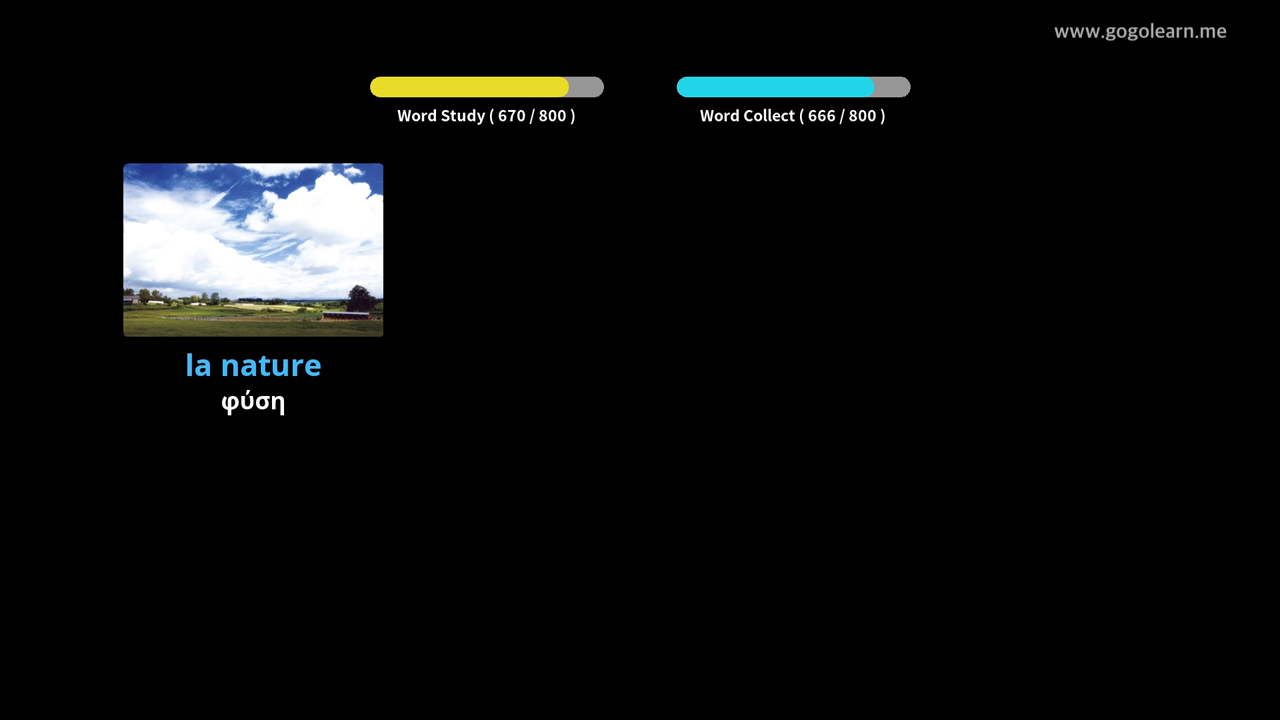 www.gogolearn.me
Word Study ( 670 / 800 )
Word Collect ( 666 / 800 )
la nature
φύση